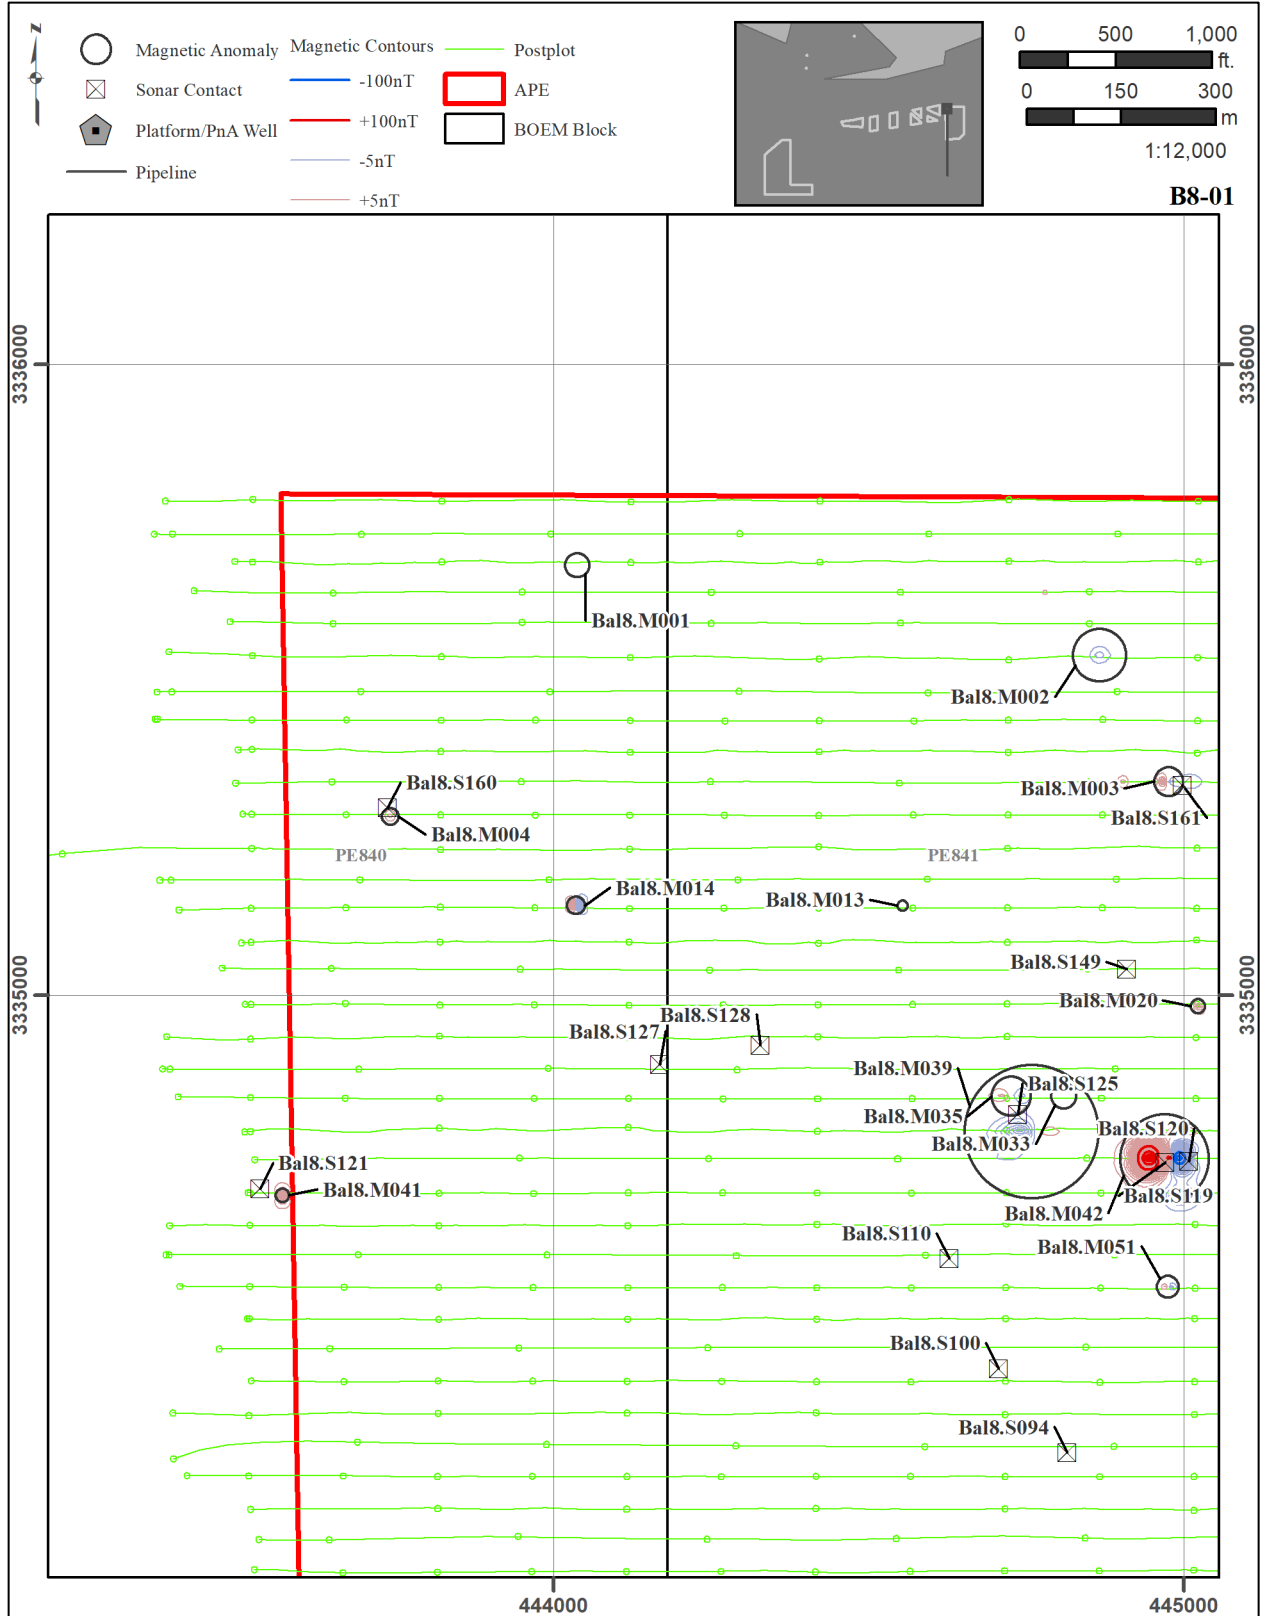 N
Magnetic Anomaly
Sonar Contact
Platform/PnA Well
Pipeline
Magnetic Contours
-100nT
+100nT
-5nT
+5nT
Postplot
APE
BOEM Block
0 500 1,000
ft.
0 150 300
m
1:12,000
B8-01
3336000
3336000
Bal8.M001
Bal8.M002
Bal8.S160
Bal8.M003
Bal8.S161
Bal8.M004
PE840
PE841
Bal8.M014
Bal8.M013
Bal8.S149
3335000
Bal8.M020
3335000
Bal8.S128
Bal8.S127
Bal8.M039
Bal8.S125
Bal8.M035
Bal8.S120
Bal8.M033
Bal8.S121
Bal8.M041
Bal8.S119
Bal8.M042
Bal8.S110
Bal8.M051
Bal8.S100
Bal8.S094
444000
445000